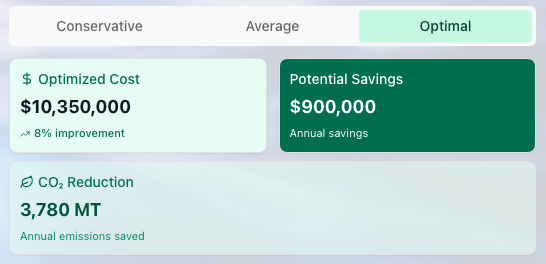 Conservative Average Optimal
Optimized Cost
$10,350,000
8% improvement
Potential Savings
$900,000
Annual savings
CO₂ Reduction
3,780 MT
Annual emissions saved